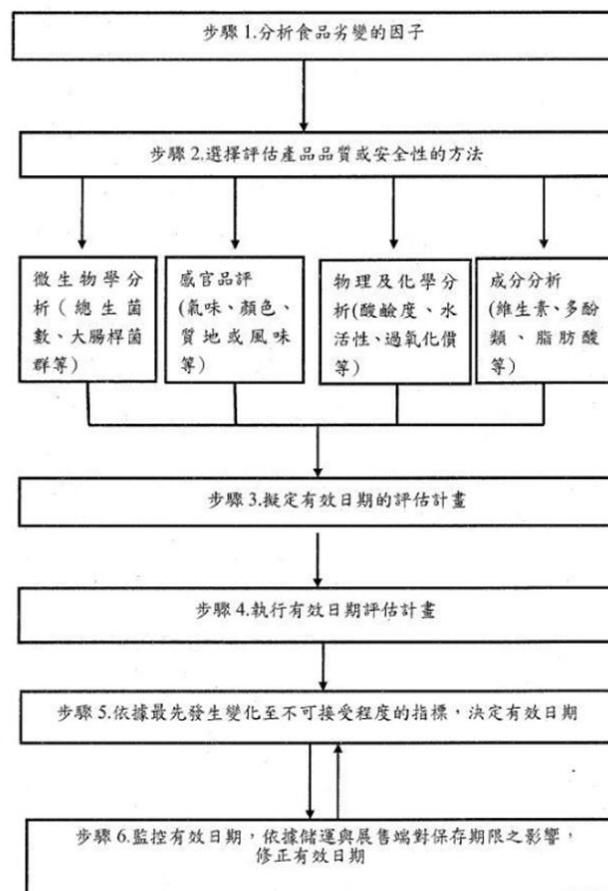 步驟 1.分析食品劣變的因子
步驟 2.選擇評估產品品質或安全性的方法
微生物學分
析(總生菌
數、大腸桿菌
群等)
感官品評
(氣味、顏色、
質地或風味
等)
物理及化學分
析(酸鹼度、水
活性、過氧化價
等)
成分分析
(維生素、多酚
類、脂肪酸
等)
步驟 3.擬定有效日期的評估計畫
步驟 4.執行有效日期評估計畫
步驟 5.依據最先發生變化至不可接受程度的指標,決定有效日期
步驟 6.監控有效日期,依據儲運與展售端對保存期限之影響,
修正有效日期